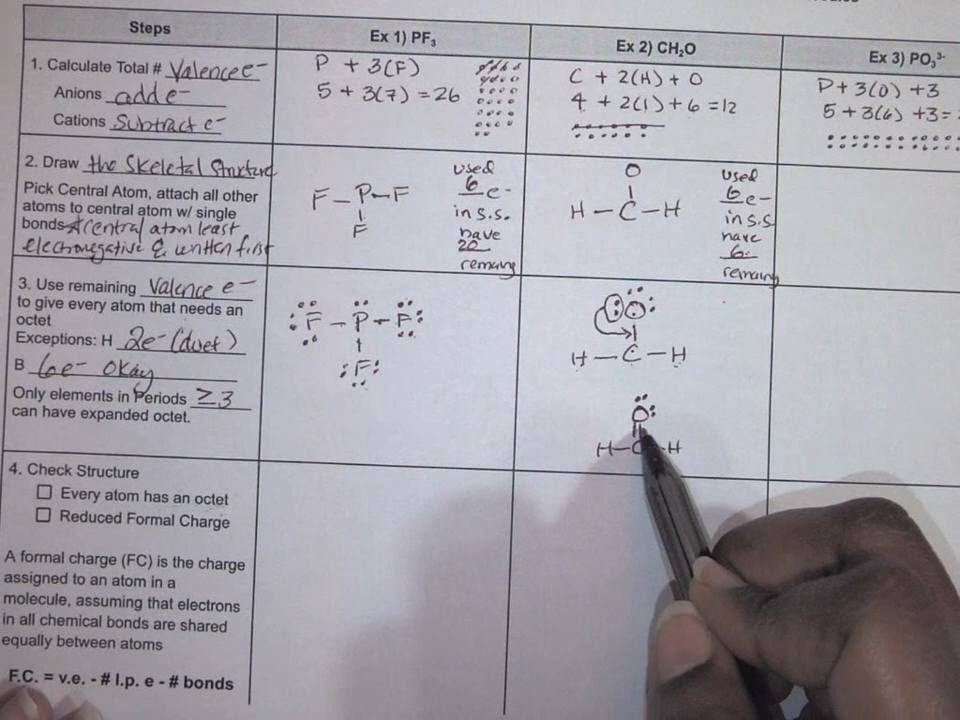 Steps
Ex 1) PF3
Ex 2) CH2O
Ex 3) PO3 3-
1. Calculate Total # Valence e-
Anions add e-
Cations Subtract e-
P + 3(F)
5 + 3(7) = 26
C + 2(H) + O
4 + 2(1) + 6 = 12
P + 3(O) + 3
5 + 3(6) + 3 =
2. Draw the Skeletal Structure
Pick Central Atom, attach all other
atoms to central atom w/ single
bonds * Central atom least
electronegative & written first
F – P – F
F
used
6 e-
in s.s.
have
20
remaing
O
H – C – H
used
6 e-
in s.s
have
6
remaing
3. Use remaining Valence e-
to give every atom that needs an
octet
Exceptions: H 2e- (duet)
B 6e- okay
Only elements in Periods ≥3
can have expanded octet.
F – P – F
F
O
H – C – H
O
H – C – H
4. Check Structure
☐ Every atom has an octet
☐ Reduced Formal Charge
A formal charge (FC) is the charge
assigned to an atom in a
molecule, assuming that electrons
in all chemical bonds are shared
equally between atoms
F.C. = v.e. - # l.p. e - # bonds